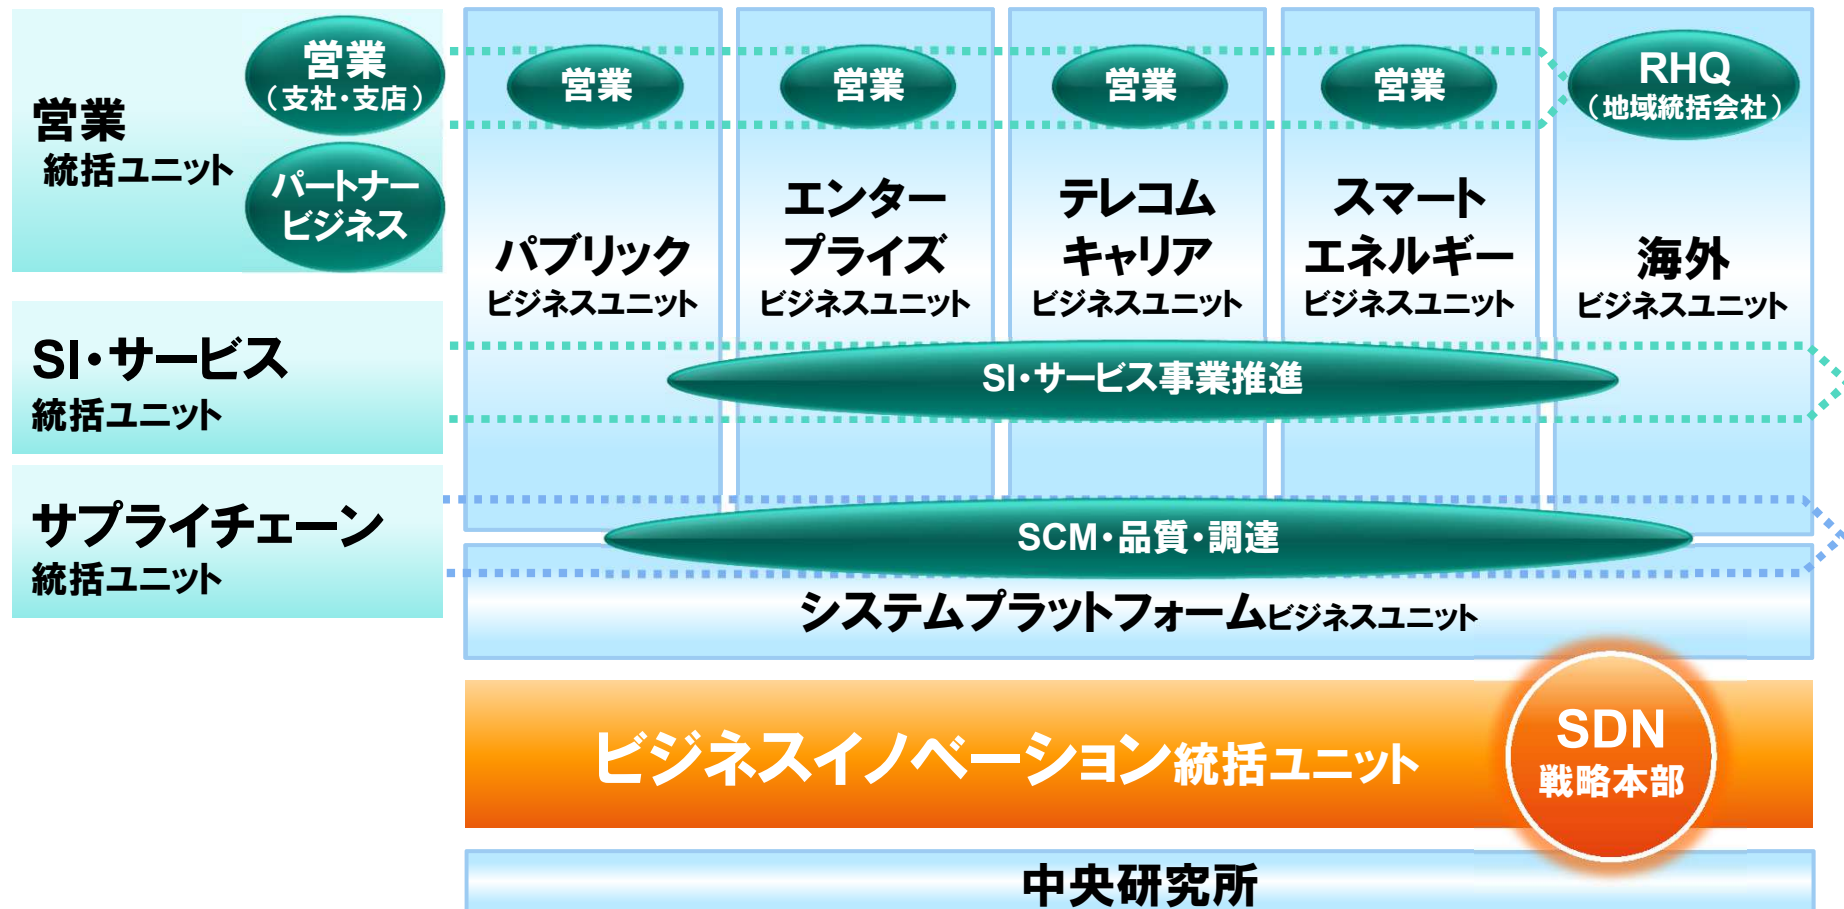 営業
統括ユニット
営業
（支社・支店）
パートナー
ビジネス
営業
パブリック
ビジネスユニット
営業
エンター
プライズ
ビジネスユニット
営業
テレコム
キャリア
ビジネスユニット
営業
スマート
エネルギー
ビジネスユニット
RHQ
（地域統括会社）
海外
ビジネスユニット
SI・サービス
統括ユニット
SI・サービス事業推進
サプライチェーン
統括ユニット
SCM・品質・調達
システムプラットフォームビジネスユニット
ビジネスイノベーション統括ユニット
SDN
戦略本部
中央研究所